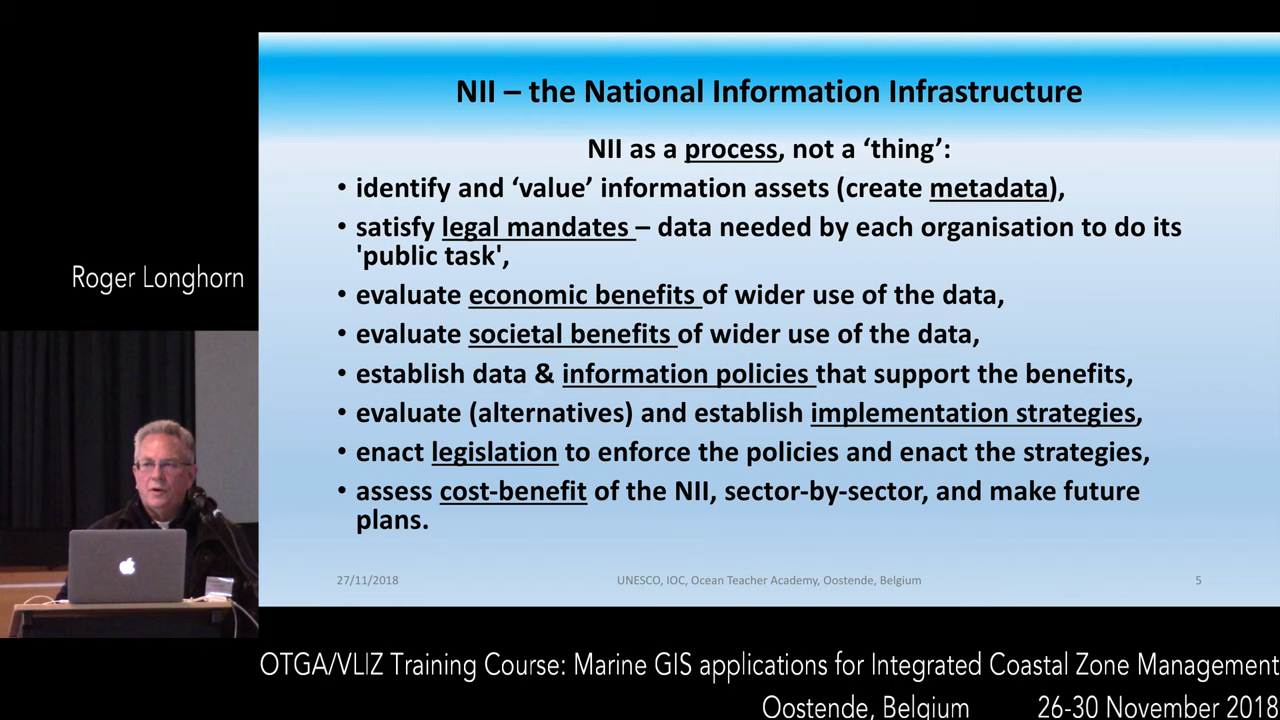 NII – the National Information Infrastructure
NII as a process, not a ‘thing’:
• identify and ‘value’ information assets (create metadata),
• satisfy legal mandates – data needed by each organisation to do its
'public task',
• evaluate economic benefits of wider use of the data,
• evaluate societal benefits of wider use of the data,
• establish data & information policies that support the benefits,
• evaluate (alternatives) and establish implementation strategies,
• enact legislation to enforce the policies and enact the strategies,
• assess cost-benefit of the NII, sector-by-sector, and make future
plans.
27/11/2018 UNESCO, IOC, Ocean Teacher Academy, Oostende, Belgium 5
Roger Longhorn
OTGA/VLIZ Training Course: Marine GIS applications for Integrated Coastal Zone Management
Oostende, Belgium 26-30 November 2018